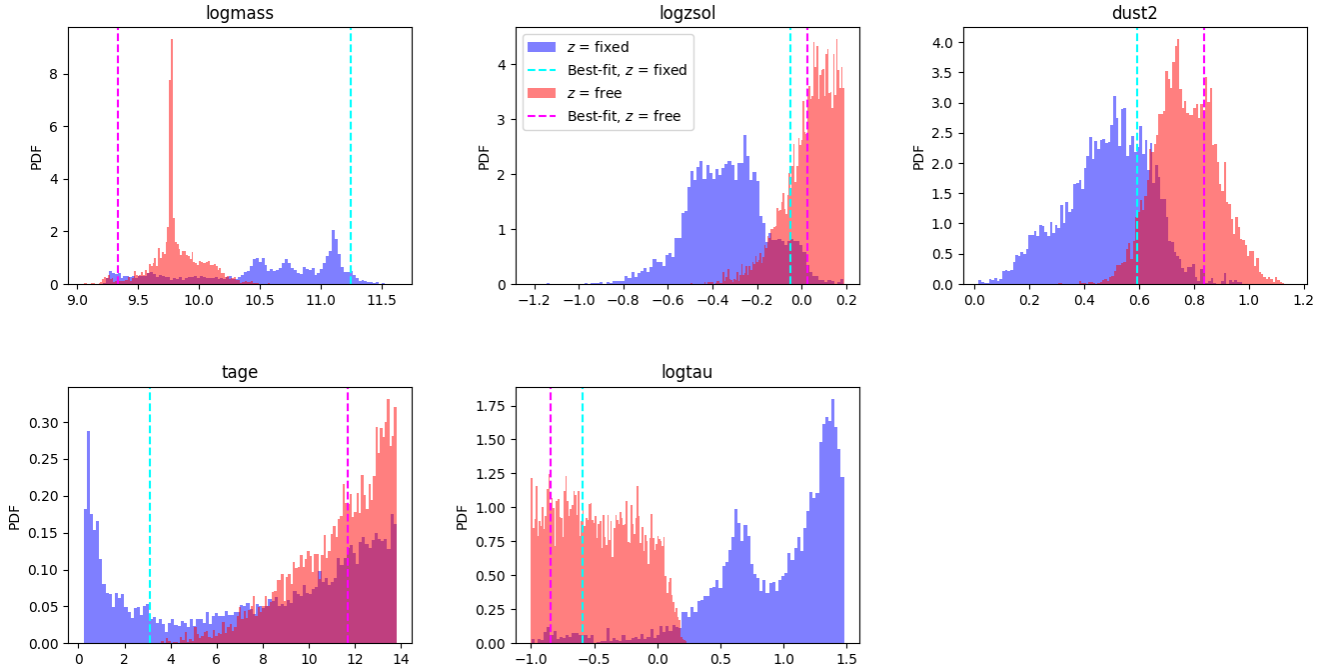 logmass
PDF
8
6
4
2
0
9.0 9.5 10.0 10.5 11.0 11.5
logzsol
PDF
4
3
2
1
0
z = fixed
Best-fit, z = fixed
z = free
Best-fit, z = free
−1.2 −1.0 −0.8 −0.6 −0.4 −0.2 0.0 0.2
dust2
PDF
4.0
3.5
3.0
2.5
2.0
1.5
1.0
0.5
0.0
0.0 0.2 0.4 0.6 0.8 1.0 1.2
tage
PDF
0.30
0.25
0.20
0.15
0.10
0.05
0.00
0 2 4 6 8 10 12 14
logtau
PDF
1.75
1.50
1.25
1.00
0.75
0.50
0.25
0.00
−1.0 −0.5 0.0 0.5 1.0 1.5